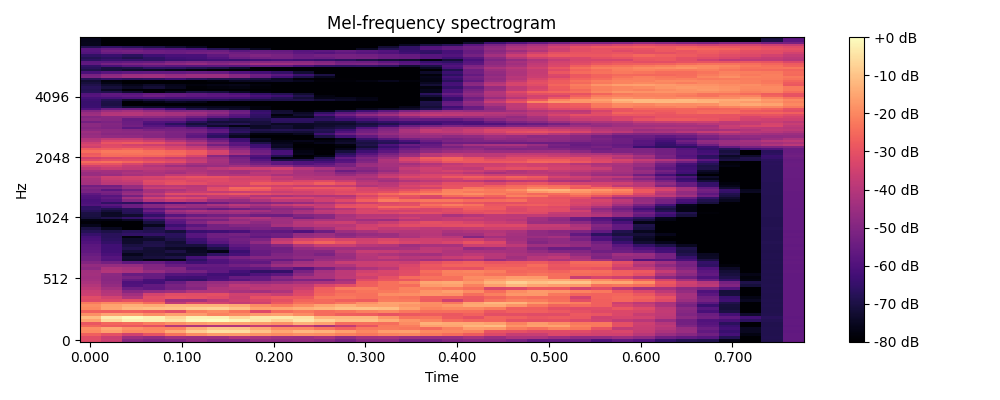 Mel-frequency spectrogram
Hz
4096
2048
1024
512
0
0.000 0.100 0.200 0.300 0.400 0.500 0.600 0.700
Time
+0 dB
-10 dB
-20 dB
-30 dB
-40 dB
-50 dB
-60 dB
-70 dB
-80 dB